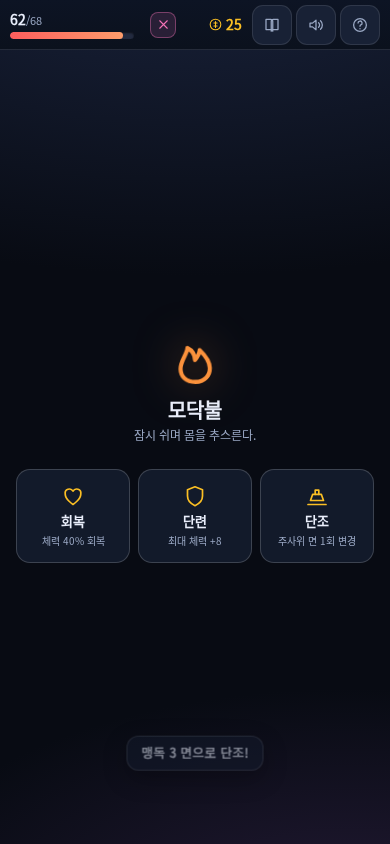 62/68
25
모닥불
잠시 쉬며 몸을 추스른다.
회복
체력 40% 회복
단련
최대 체력 +8
단조
주사위 면 1회 변경
맹독 3 면으로 단조!